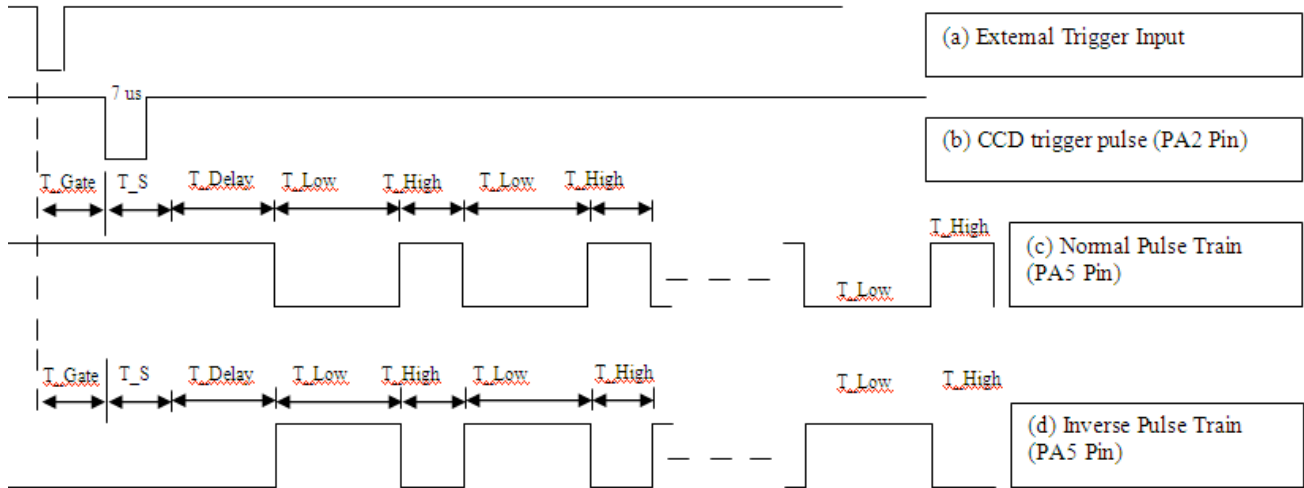 (a) External Trigger Input
7 us
(b) CCD trigger pulse (PA2 Pin)
T_Gate T_S T_Delay T_Low T_High T_Low T_High
T_High
(c) Normal Pulse Train
(PA5 Pin)
T_Low
T_Gate T_S T_Delay T_Low T_High T_Low T_High T_Low T_High
(d) Inverse Pulse Train
(PA5 Pin)